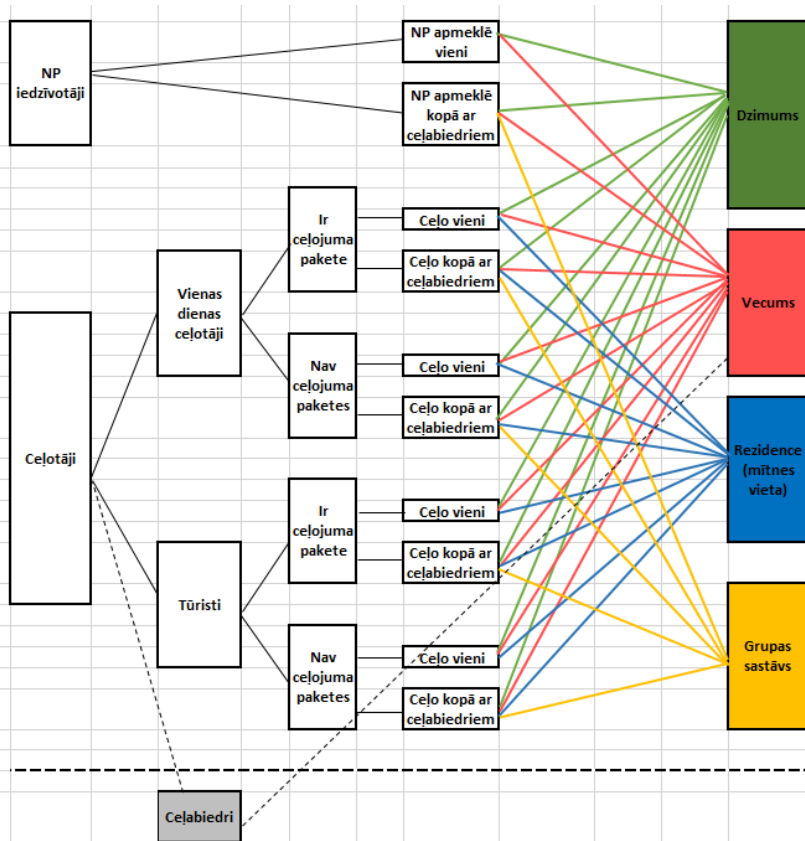 NP
iedzīvotāji
NP apmeklē
vieni
NP apmeklē
kopā ar
ceļabiedriem
Dzimums
Ceļotāji
Vienas
dienas
ceļotāji
Ir
ceļojuma
pakete
Ceļo vieni
Ceļo kopā ar
ceļabiedriem
Nav
ceļojuma
paketes
Ceļo vieni
Ceļo kopā ar
ceļabiedriem
Vecums
Tūristi
Ir
ceļojuma
pakete
Ceļo vieni
Ceļo kopā ar
ceļabiedriem
Nav
ceļojuma
paketes
Ceļo vieni
Ceļo kopā ar
ceļabiedriem
Rezidence
(mītnes
vieta)
Grupas
sastāvs
Ceļabiedri